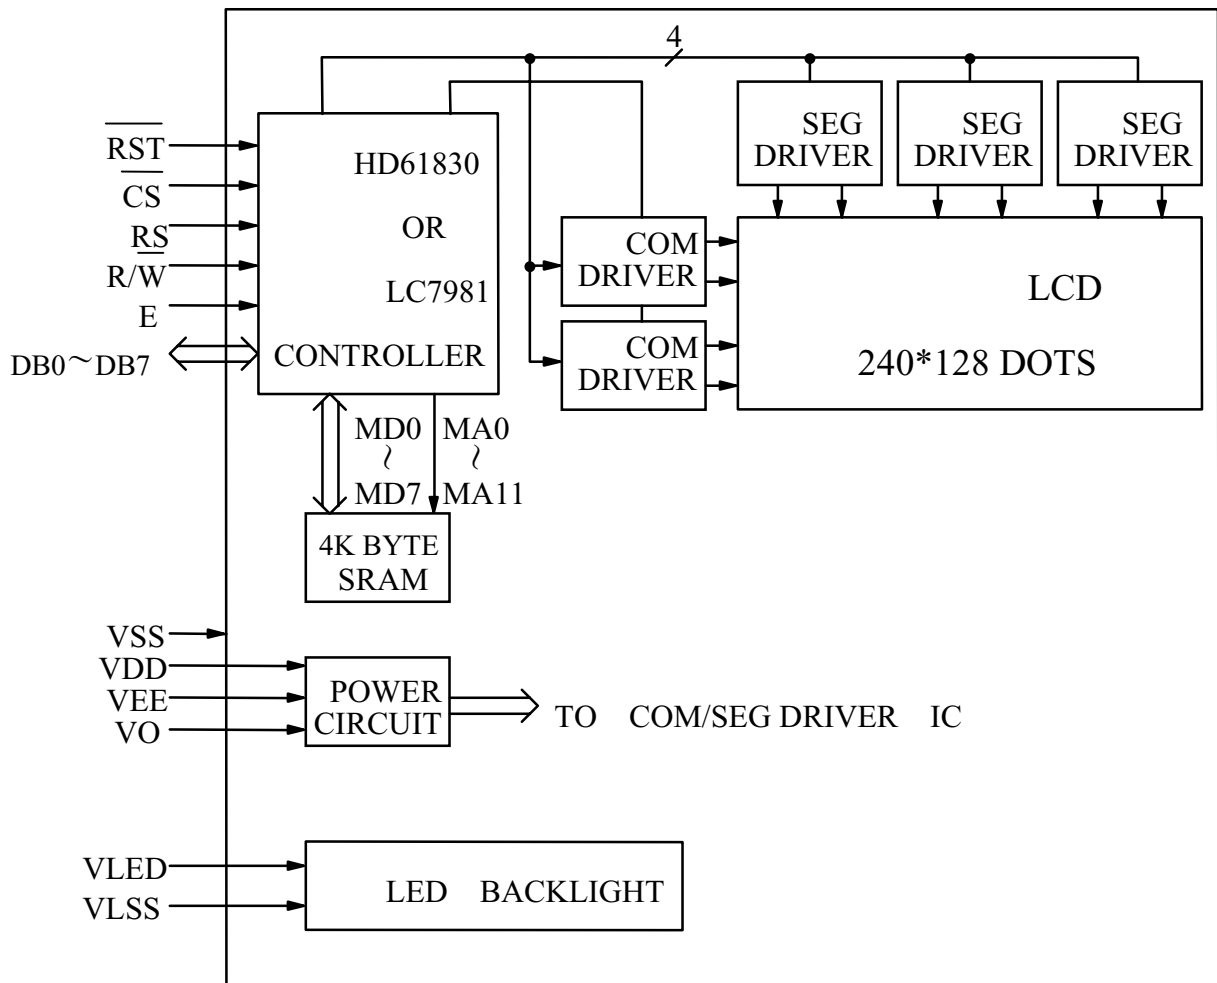 4
SEG
DRIVER
SEG
DRIVER
SEG
DRIVER
RST
CS
RS
R/W
E
DB0～DB7
HD61830
OR
LC7981
CONTROLLER
COM
DRIVER
COM
DRIVER
LCD
240*128 DOTS
MD0
～
MD7
MA0
～
MA11
4K BYTE
SRAM
VSS
VDD
VEE
VO
POWER
CIRCUIT
TO COM/SEG DRIVER IC
VLED
VLSS
LED BACKLIGHT